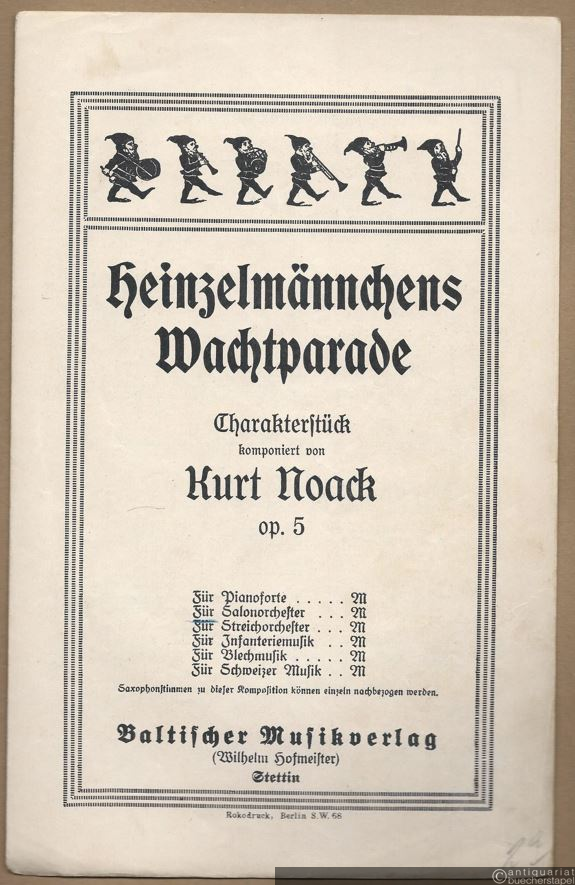 Heinzelmännchens
Wachtparade
Charakterstück
komponiert von
Kurt Noack
op. 5
Für Pianoforte . . . . . M
Für Salonorchester . . . M
Für Streichorchester . . . M
Für Infanteriemusik . . M
Für Blechmusik . . . . . M
Für Schweizer Musik . . M
Saxophonstimmen zu dieser Komposition können einzeln nachbezogen werden.
Baltischer Musikverlag
(Wilhelm Hofmeister)
Stettin
Rokodruck, Berlin S.W. 68
antiquariat
buecherstapel